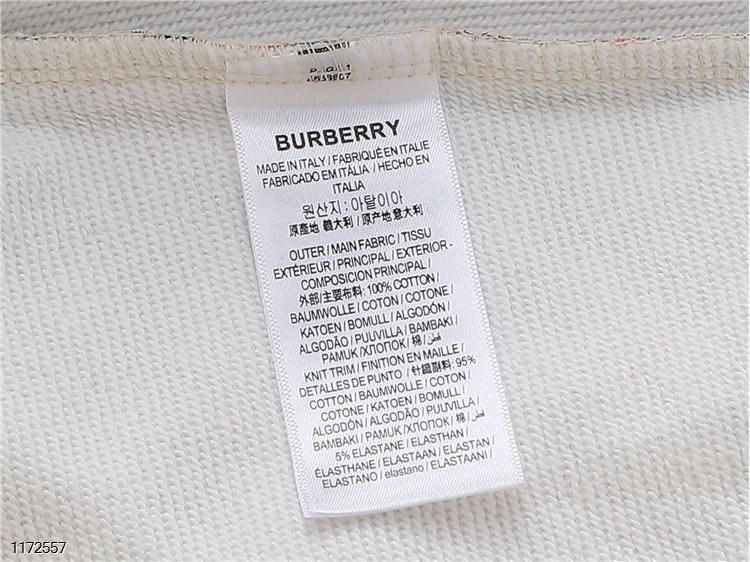 BURBERRY
MADE IN ITALY / FABRIQUÉ EN ITALIE
FABRICADO EM ITÁLIA / HECHO EN
ITALIA
원산지 : 아탈이아
原產地 義大利 / 原产地 意大利
OUTER / MAIN FABRIC / TISSU
EXTÉRIEUR / PRINCIPAL / EXTERIOR -
COMPOSICION PRINCIPAL /
外部/主要布料: 100% COTTON /
BAUMWOLLE / COTON / COTONE /
KATOEN / BOMULL / ALGODÓN /
ALGODÃO / PUUVILLA / BAMBAKI /
PAMUK /ХЛОПОК / 棉/ قطن
KNIT TRIM / FINITION EN MAILLE /
DETALLES DE PUNTO / 針織副料: 95%
COTTON / BAUMWOLLE / COTON /
COTONE / KATOEN / BOMULL /
ALGODÓN / ALGODÃO / PUUVILLA /
BAMBAKI / PAMUK / ХЛОПОК / 棉/ قطن
5% ELASTANE / ELASTHAN /
ÉLASTHANE / ELASTAAN / ELASTAN /
ELASTANO / elastano / ELASTAANI /
1172557